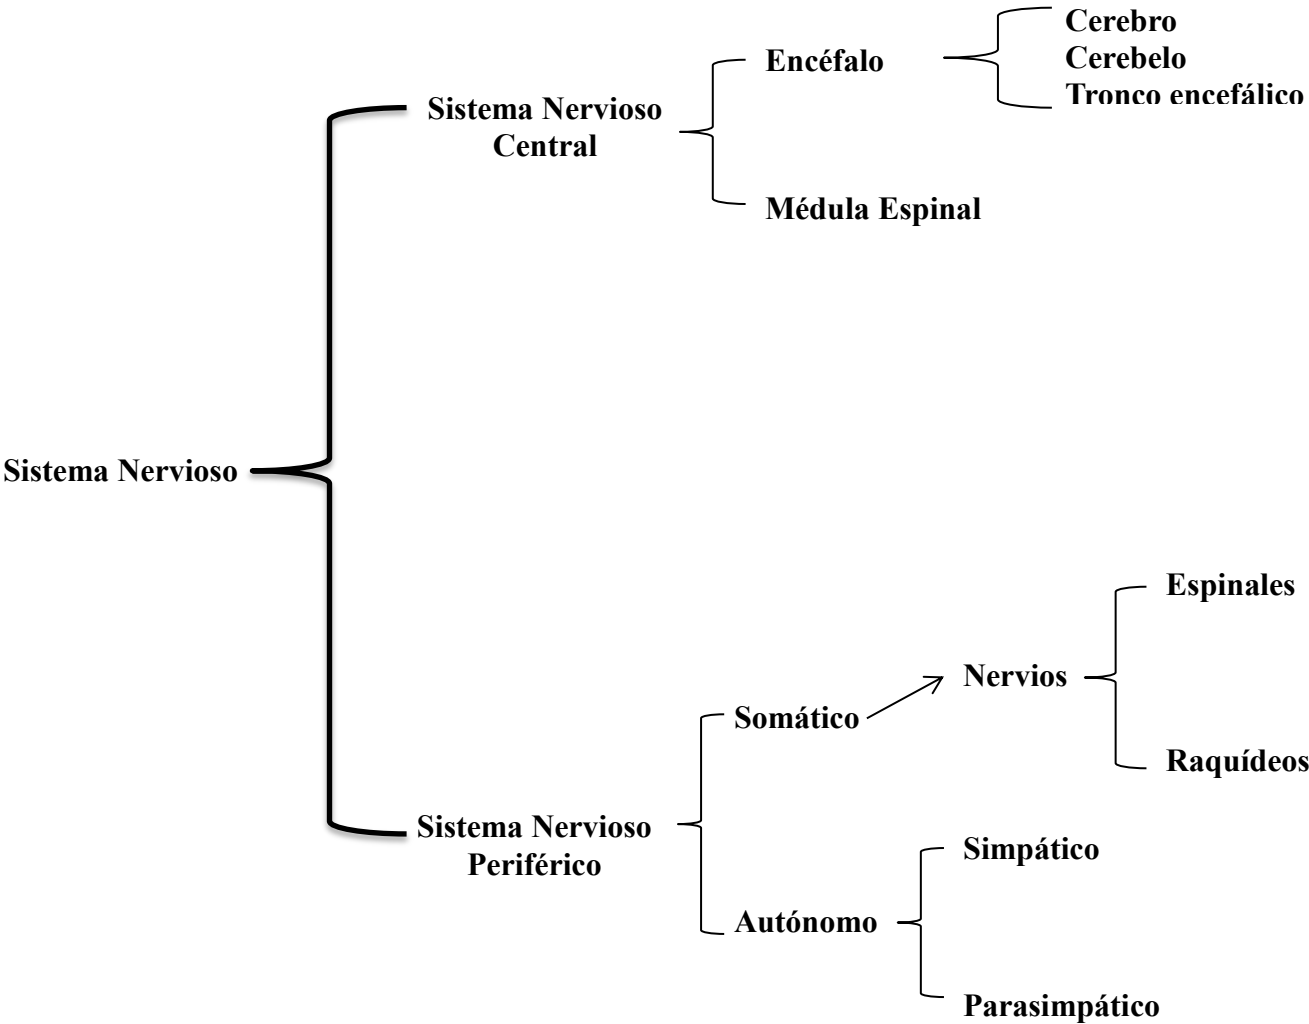 Cerebro
Cerebelo
Tronco encefálico
Encéfalo
Sistema Nervioso
Central
Médula Espinal
Sistema Nervioso
Espinales
Nervios
Somático
Raquídeos
Sistema Nervioso
Periférico
Simpático
Autónomo
Parasimpático